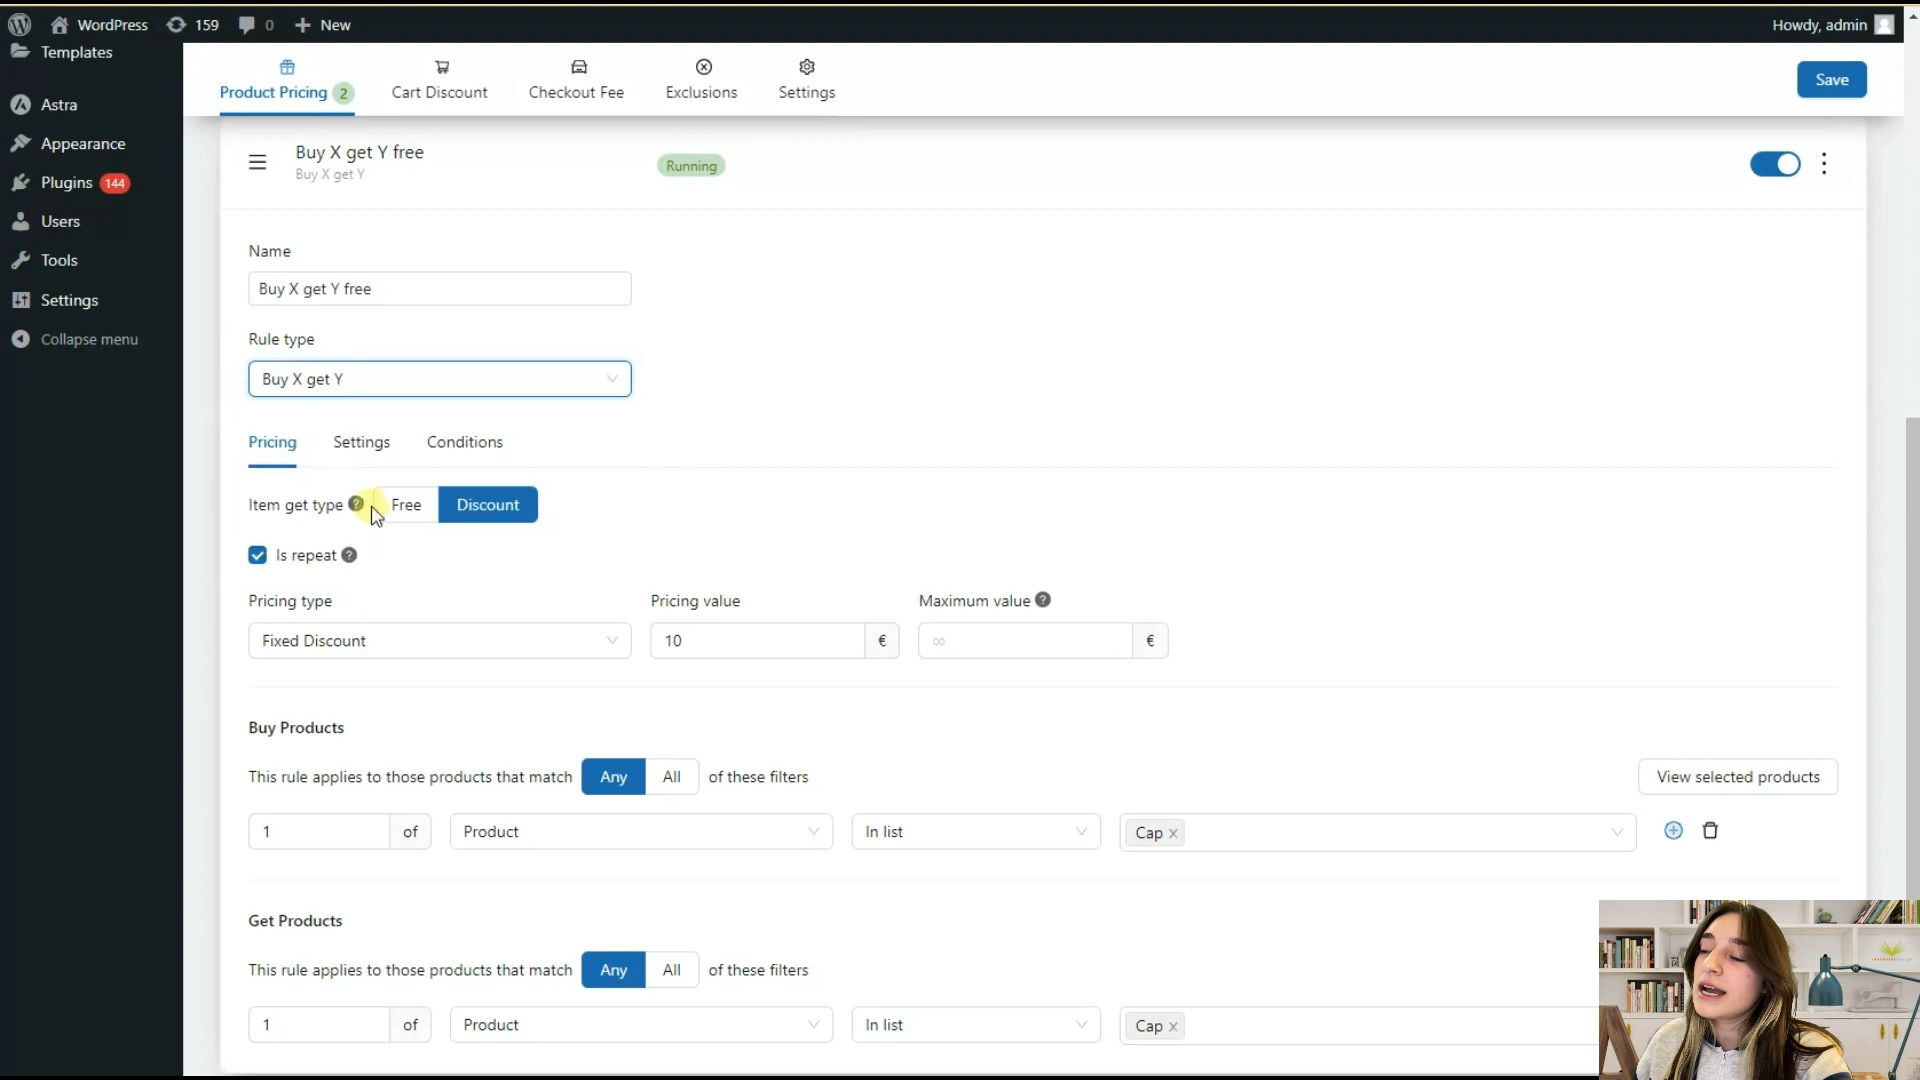 WordPress 159 0 New Howdy, admin
Templates
Astra
Appearance
Plugins 144
Users
Tools
Settings
Collapse menu
Product Pricing 2 Cart Discount Checkout Fee Exclusions Settings Save
Buy X get Y free
Buy X get Y
Running
Name
Buy X get Y free
Rule type
Buy X get Y
Pricing Settings Conditions
Item get type ? Free Discount
Is repeat ?
Pricing type Pricing value Maximum value ?
Fixed Discount 10 € ∞ €
Buy Products
This rule applies to those products that match Any All of these filters View selected products
1 of Product In list Cap ×
Get Products
This rule applies to those products that match Any All of these filters
1 of Product In list Cap ×